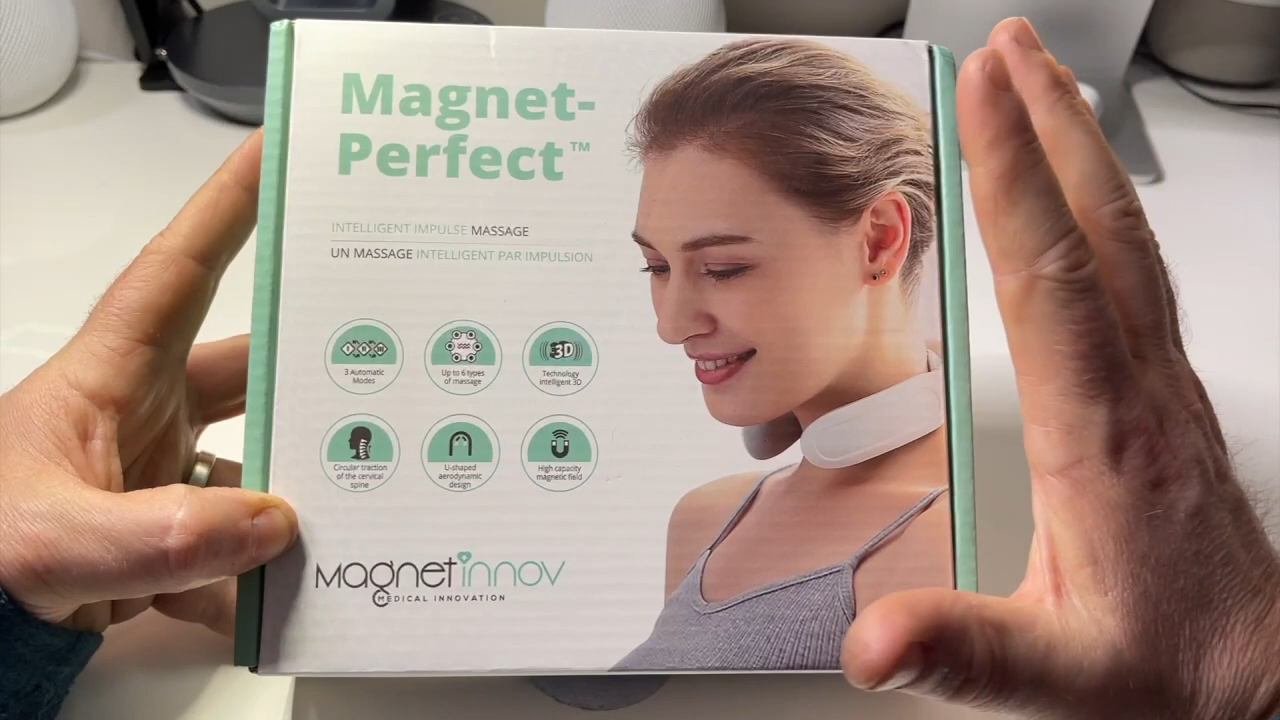 Magnet-
Perfect™
INTELLIGENT IMPULSE MASSAGE
UN MASSAGE INTELLIGENT PAR IMPULSION
3 Automatic
Modes
Up to 6 types
of massage
3D
Technology
intelligent 3D
Circular traction
of the cervical
spine
U-shaped
aerodynamic
design
High capacity
magnetic field
Magnetinnov
MEDICAL INNOVATION